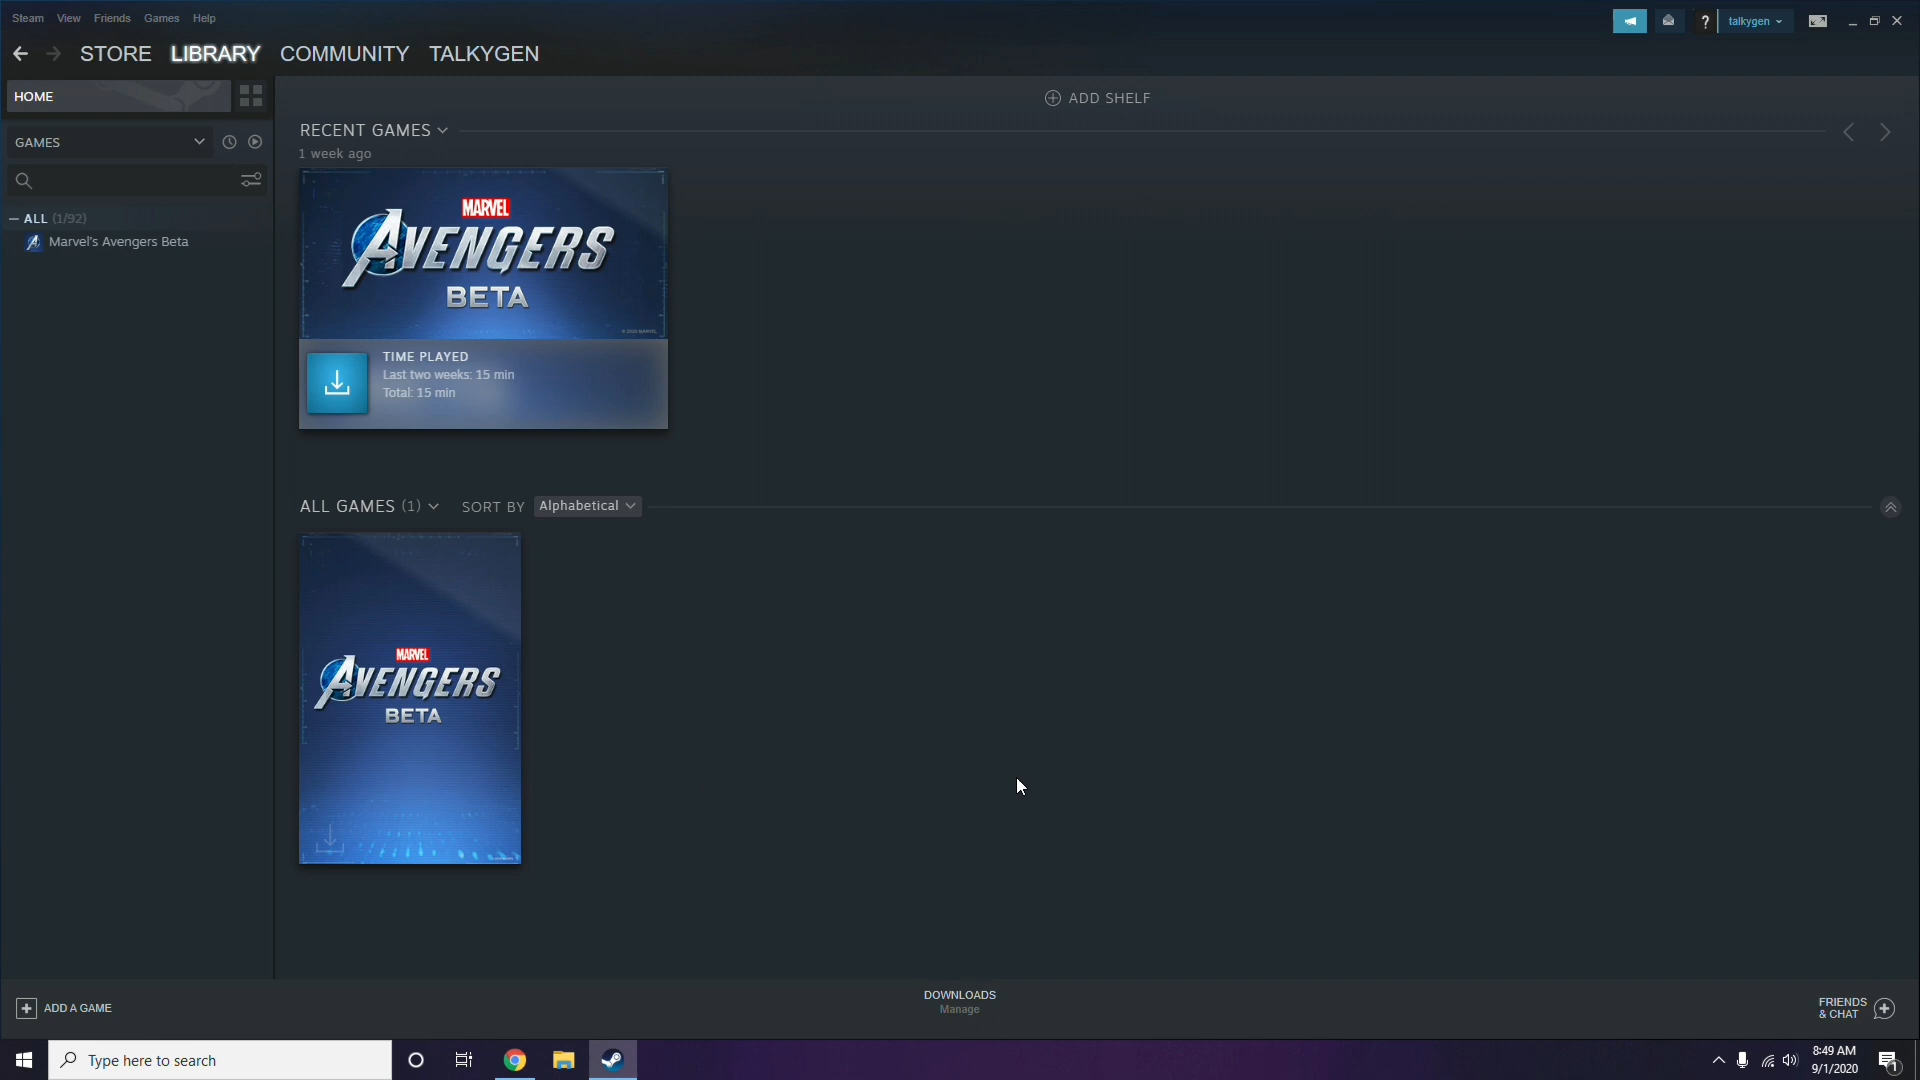 Steam View Friends Games Help
? talkygen
STORE LIBRARY COMMUNITY TALKYGEN
HOME
ADD SHELF
GAMES
RECENT GAMES
1 week ago
ALL (1/92)
Marvel's Avengers Beta
MARVEL
AVENGERS
BETA
© 2020 MARVEL
TIME PLAYED
Last two weeks: 15 min
Total: 15 min
ALL GAMES (1) SORT BY Alphabetical
MARVEL
AVENGERS
BETA
ADD A GAME
DOWNLOADS
Manage
FRIENDS
& CHAT
Type here to search
8:49 AM
9/1/2020
1